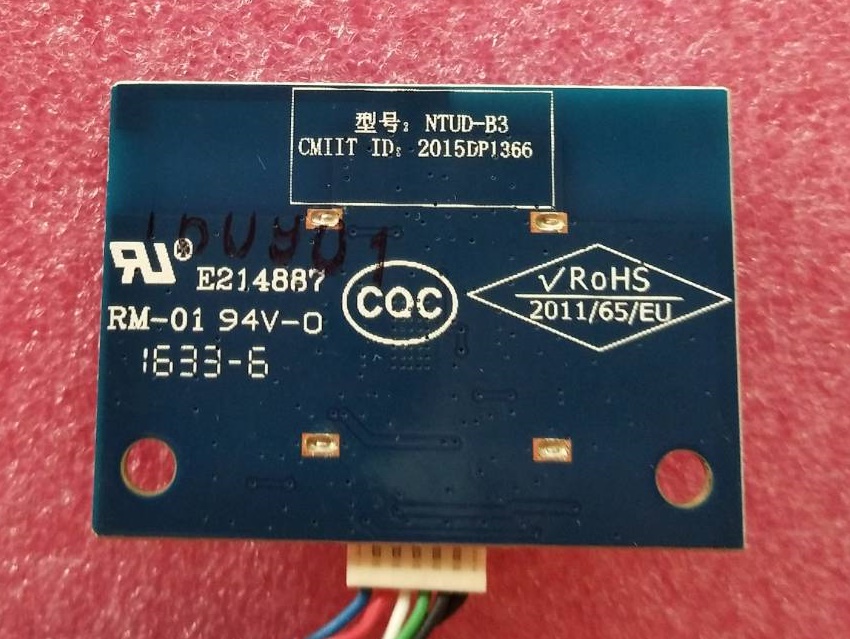 型号: NTUD-B3
CMIIT ID: 2015DP1366
E214887
RM-01 94V-0
1633-6
CQC
√RoHS
2011/65/EU